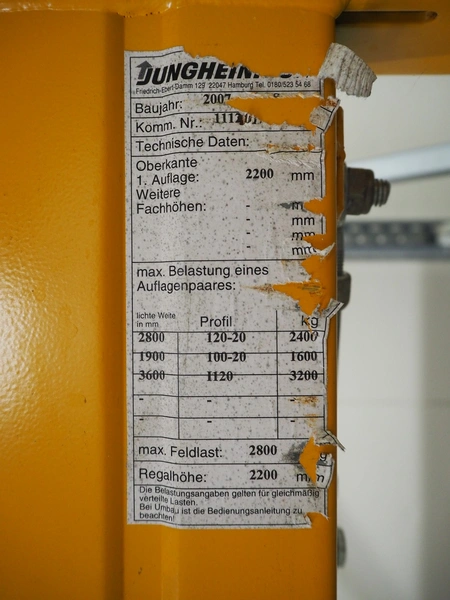 JUNGHEIN
Friedrich-Ebert-Damm 129 22047 Hamburg Tel. 0180/523 54 68
Baujahr: 2007
Komm. Nr.:
Technische Daten:
Oberkante
1. Auflage: 2200 mm
Weitere
Fachhöhen: - m
- mm
- mm
- mm
max. Belastung eines
Auflagenpaares:
lichte Weite
in mm Profil kg
2800 120-20 2400
1900 100-20 1600
3600 I120 3200
- - -
- - -
max. Feldlast: 2800 kg
Regalhöhe: 2200 mm
Die Belastungsangaben gelten für gleichmäßig
verteilte Lasten.
Bei Umbau ist die Bedienungsanleitung zu
beachten!